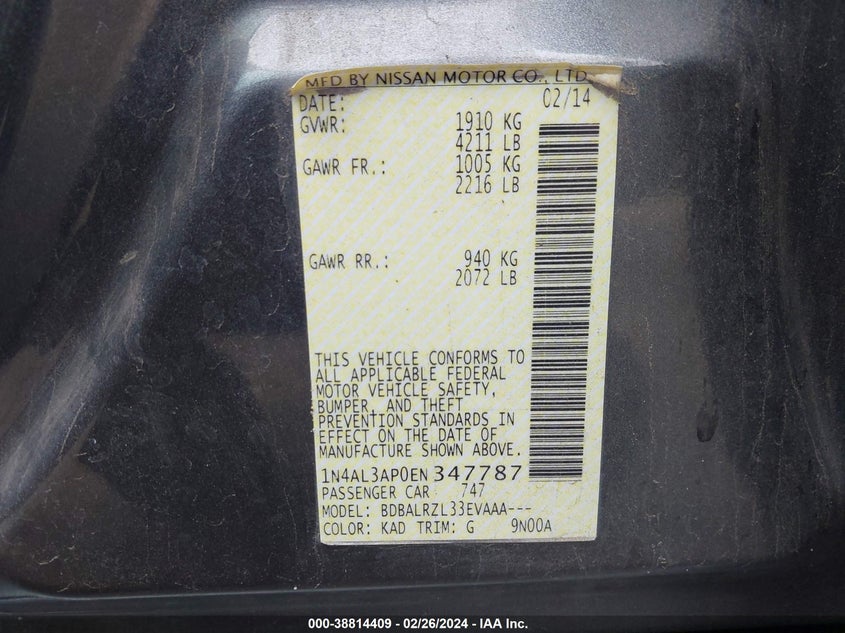 MFD BY NISSAN MOTOR CO., LTD
DATE: 02/14
GVWR: 1910 KG
4211 LB
GAWR FR.: 1005 KG
2216 LB
GAWR RR.: 940 KG
2072 LB
THIS VEHICLE CONFORMS TO
ALL APPLICABLE FEDERAL
MOTOR VEHICLE SAFETY,
BUMPER, AND THEFT
PREVENTION STANDARDS IN
EFFECT ON THE DATE OF
MANUFACTURE SHOWN ABOVE.
1N4AL3AP0EN 347787
PASSENGER CAR 747
MODEL: BDBALRZL33EVAAA---
COLOR: KAD TRIM: G 9N00A
000-38814409 - 02/26/2024 - IAA Inc.